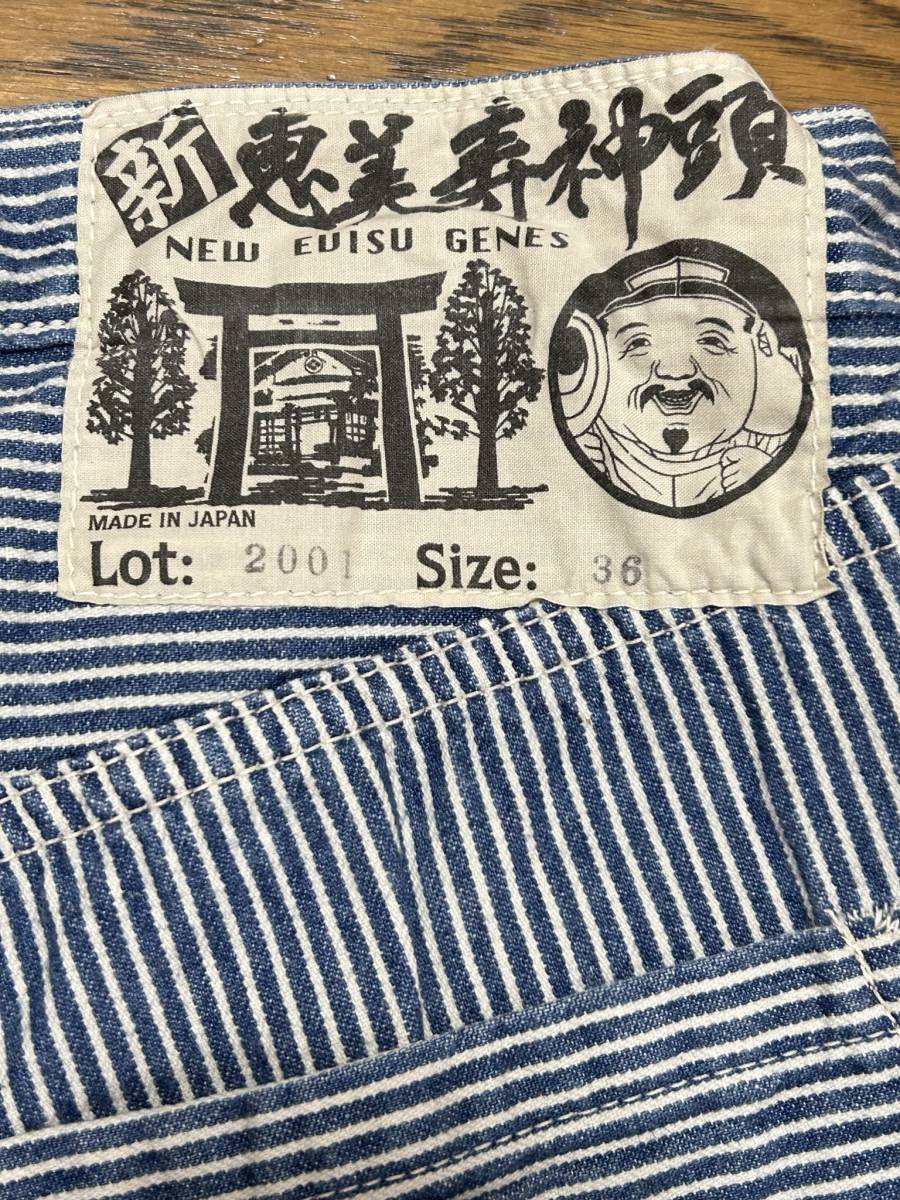 新 恵美寿神頭
NEW EVISU GENES
MADE IN JAPAN
Lot: 2001 Size: 36